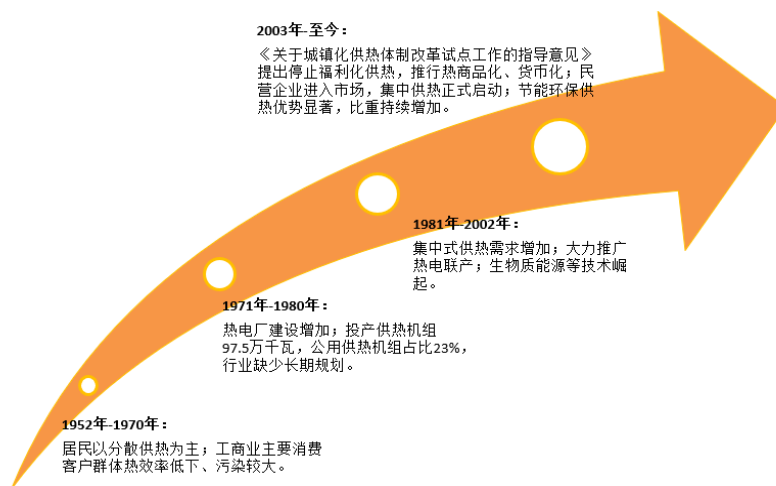 2003年-至今：
《关于城镇化供热体制改革试点工作的指导意见》
提出停止福利化供热，推行热商品化、货币化；民
营企业进入市场，集中供热正式启动；节能环保供
热优势显著，比重持续增加。
1981年-2002年：
集中式供热需求增加；大力推广
热电联产；生物质能源等技术崛
起。
1971年-1980年：
热电厂建设增加；投产供热机组
97.5万千瓦，公用供热机组占比23%，
行业缺少长期规划。
1952年-1970年：
居民以分散供热为主；工商业主要消费
客户群体热效率低下、污染较大。